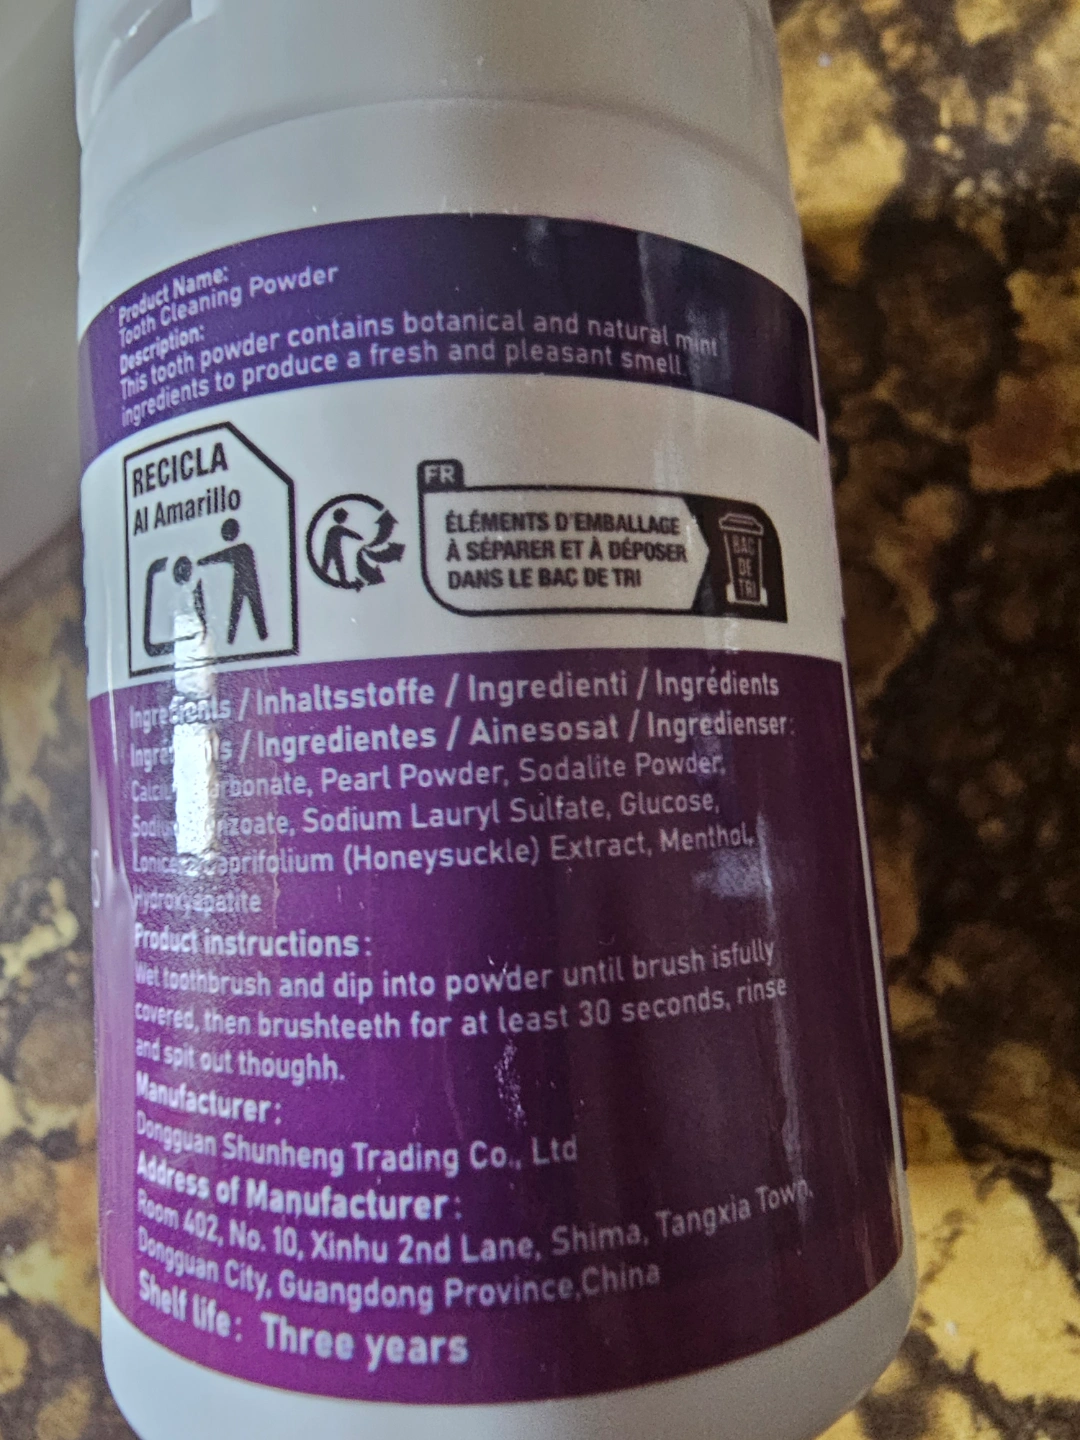 Product Name:
Tooth Cleaning Powder
Description:
This tooth powder contains botanical and natural mint
ingredients to produce a fresh and pleasant smell.
RECICLA
Al Amarillo
FR
ÉLÉMENTS D'EMBALLAGE
À SÉPARER ET À DÉPOSER
DANS LE BAC DE TRI
BAC
DE
TRI
Ingredients / Inhaltsstoffe / Ingredienti / Ingrédients
/ Ingredientes / Ainesosat / Ingredienser:
Pearl Powder, Sodalite Powder,
Sodium Lauryl Sulfate, Glucose,
(Honeysuckle) Extract, Menthol,
hydroxyapatite
S
Product instructions:
Wet toothbrush and dip into powder until brush isfully
covered, then brushteeth for at least 30 seconds, rinse
and spit out thoughh.
Manufacturer:
Dongguan Shunheng Trading Co., Ltd
Address of Manufacturer:
Room 402, No. 10, Xinhu 2nd Lane, Shima, Tangxia Town,
Dongguan City, Guangdong Province,China
Shelf life: Three years